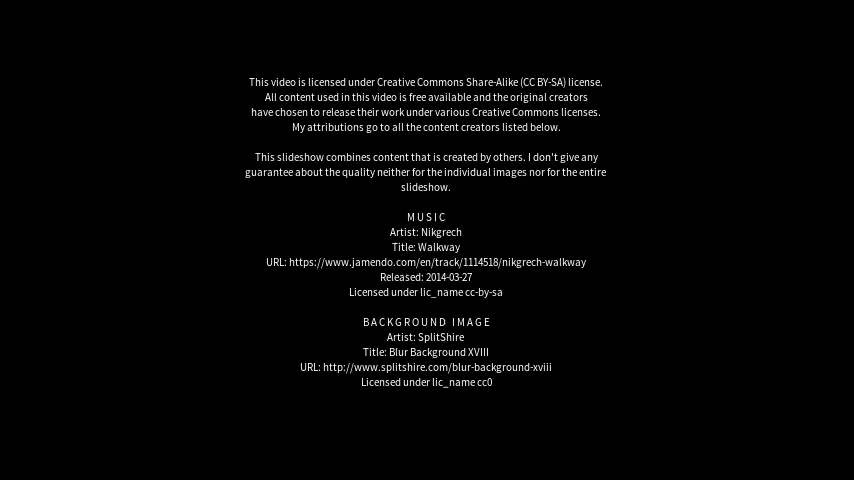 This video is licensed under Creative Commons Share-Alike (CC BY-SA) license.
All content used in this video is free available and the original creators
have chosen to release their work under various Creative Commons licenses.
My attributions go to all the content creators listed below.
This slideshow combines content that is created by others. I don't give any
guarantee about the quality neither for the individual images nor for the entire
slideshow.
M U S I C
Artist: Nikgrech
Title: Walkway
URL: https://www.jamendo.com/en/track/1114518/nikgrech-walkway
Released: 2014-03-27
Licensed under lic_name cc-by-sa
B A C K G R O U N D   I M A G E
Artist: SplitShire
Title: Blur Background XVIII
URL: http://www.splitshire.com/blur-background-xviii
Licensed under lic_name cc0